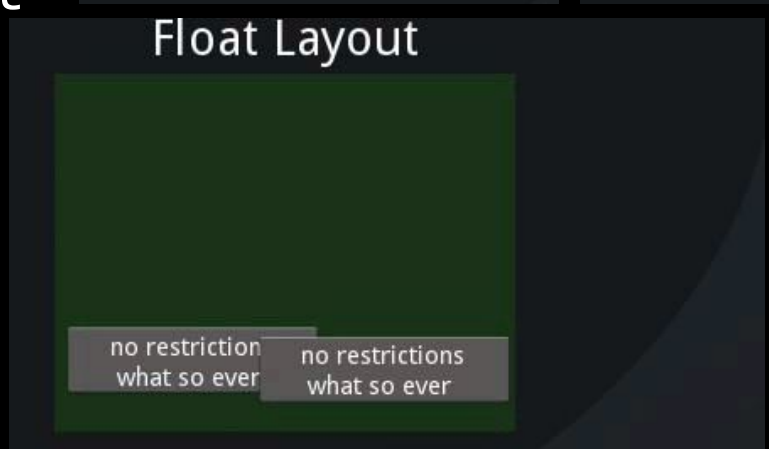 Float Layout
no restriction
what so ever
no restrictions
what so ever